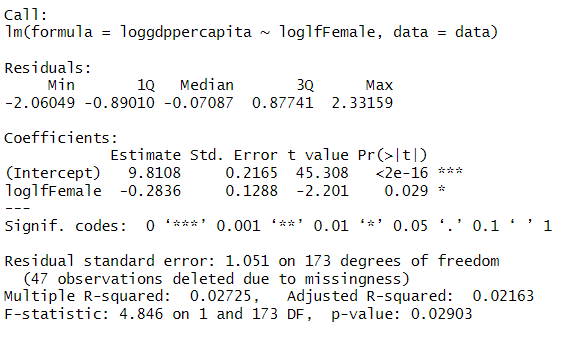 Call:
lm(formula = loggdppercapita ~ loglfFemale, data = data)
Residuals:
     Min       1Q   Median       3Q      Max
-2.06049 -0.89010 -0.07087  0.87741  2.33159
Coefficients:
            Estimate Std. Error t value Pr(>|t|)
(Intercept)   9.8108     0.2165  45.308   <2e-16 ***
loglfFemale  -0.2836     0.1288  -2.201    0.029 *
---
Signif. codes:  0 ‘***’ 0.001 ‘**’ 0.01 ‘*’ 0.05 ‘.’ 0.1 ‘ ’ 1
Residual standard error: 1.051 on 173 degrees of freedom
  (47 observations deleted due to missingness)
Multiple R-squared:  0.02725,   Adjusted R-squared:  0.02163
F-statistic: 4.846 on 1 and 173 DF,  p-value: 0.02903